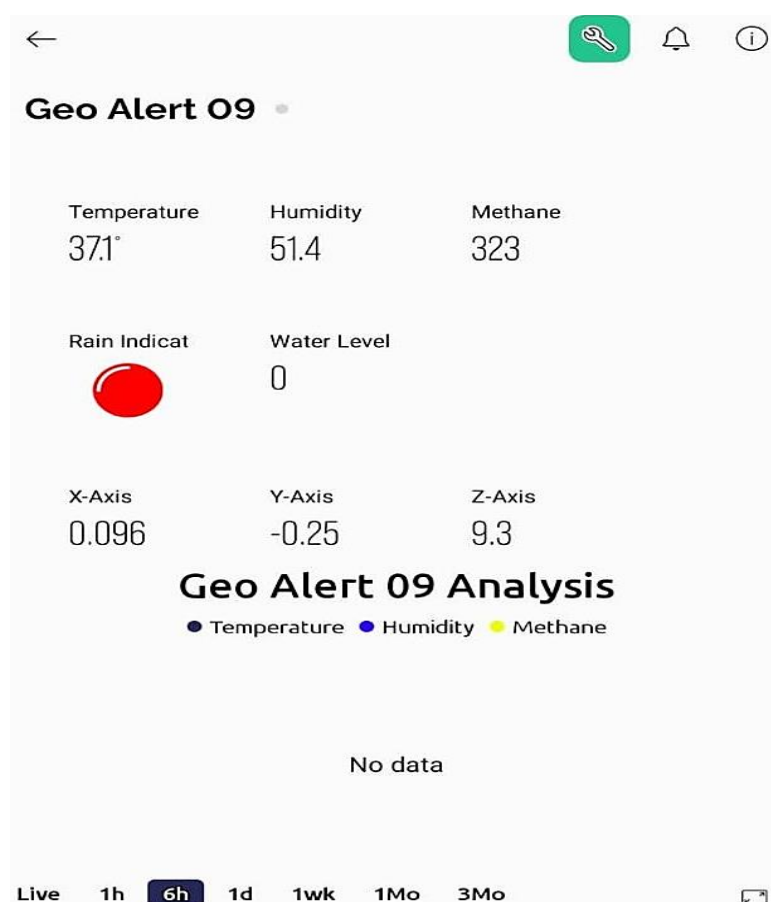 Geo Alert 09
Temperature Humidity Methane
37.1° 51.4 323
Rain Indicat Water Level
0
X-Axis Y-Axis Z-Axis
0.096 -0.25 9.3
Geo Alert 09 Analysis
Temperature Humidity Methane
No data
Live 1h 6h 1d 1wk 1Mo 3Mo